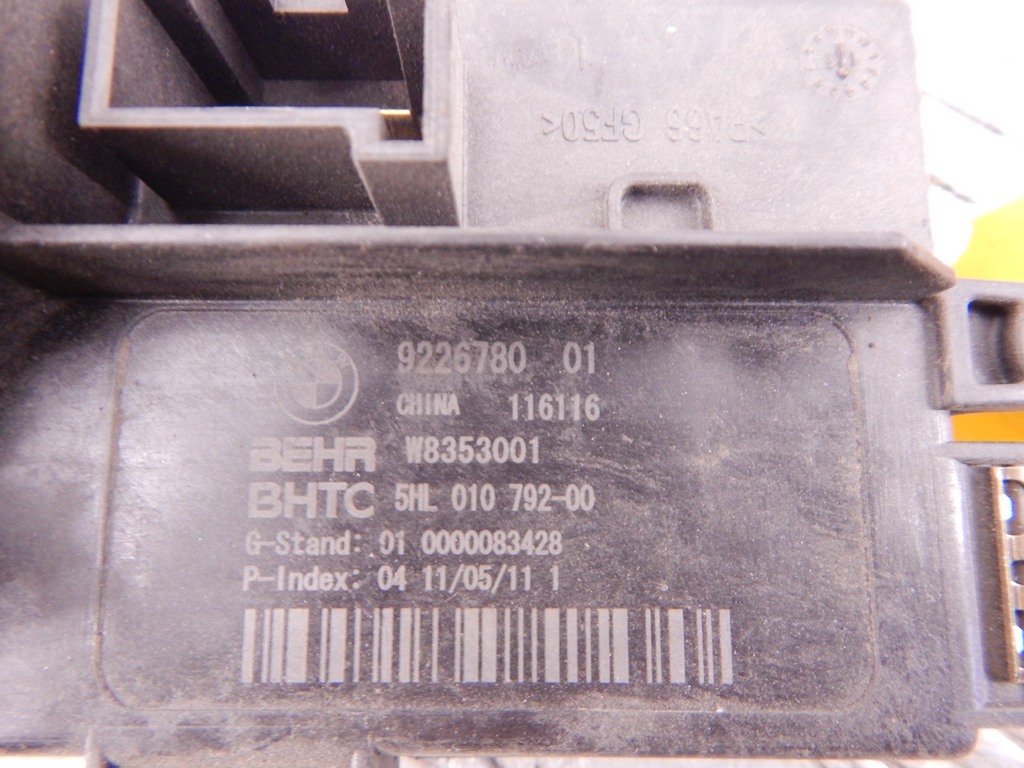 >PA66 GF50<
9226780 01
CHINA 116116
BEHR W8353001
BHTC 5HL 010 792-00
G-Stand: 01 0000083428
P-Index: 04 11/05/11 1